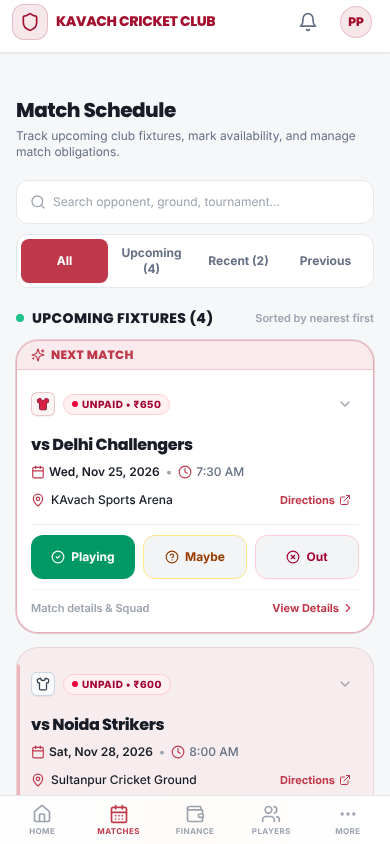 KAVACH CRICKET CLUB
PP
Match Schedule
Track upcoming club fixtures, mark availability, and manage
match obligations.
Search opponent, ground, tournament...
All
Upcoming
(4)
Recent (2)
Previous
UPCOMING FIXTURES (4)
Sorted by nearest first
NEXT MATCH
UNPAID • ₹650
vs Delhi Challengers
Wed, Nov 25, 2026 • 7:30 AM
KAvach Sports Arena
Directions
Playing
Maybe
Out
Match details & Squad
View Details
UNPAID • ₹600
vs Noida Strikers
Sat, Nov 28, 2026 • 8:00 AM
Sultanpur Cricket Ground
Directions
HOME
MATCHES
FINANCE
PLAYERS
MORE